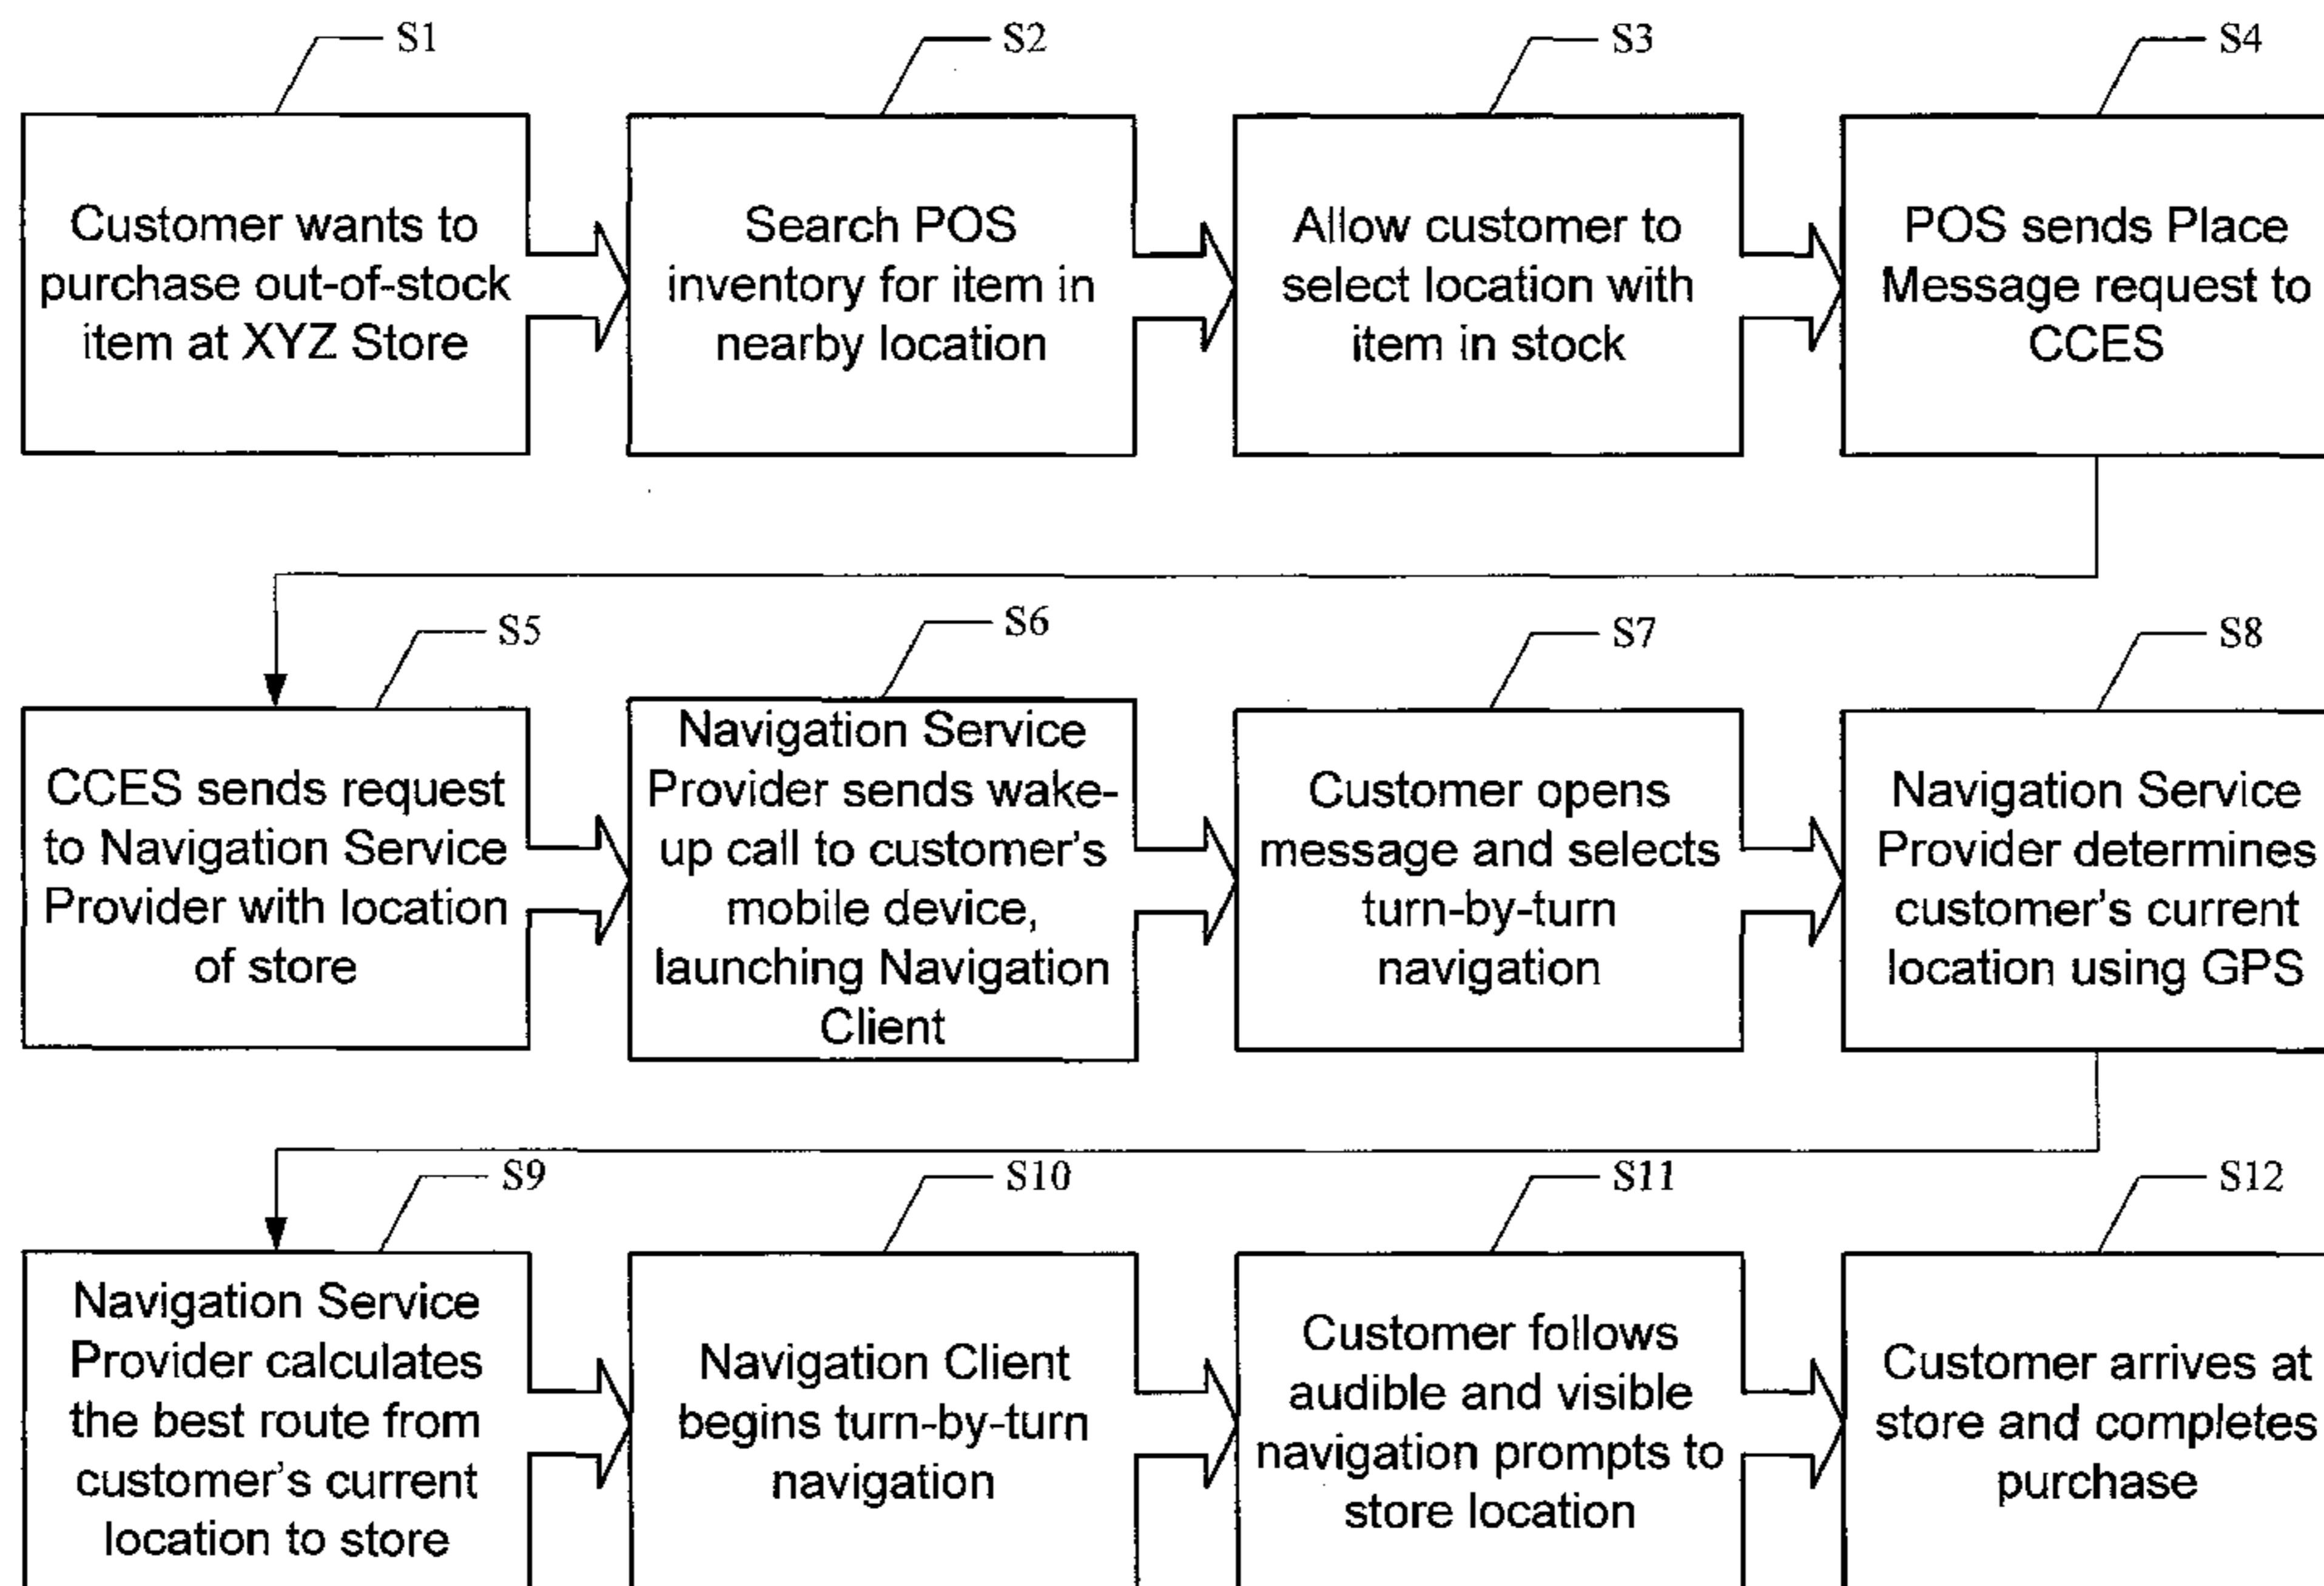 S1
S2
S3
S4
Customer wants to
purchase out-of-stock
item at XYZ Store
Search POS
inventory for item in
nearby location
Allow customer to
select location with
item in stock
POS sends Place
Message request to
CCES
S5
S6
S7
S8
CCES sends request
to Navigation Service
Provider with location
of store
Navigation Service
Provider sends wake-
up call to customer's
mobile device,
launching Navigation
Client
Customer opens
message and selects
turn-by-turn
navigation
Navigation Service
Provider determines
customer's current
location using GPS
S9
S10
S11
S12
Navigation Service
Provider calculates
the best route from
customer's current
location to store
Navigation Client
begins turn-by-turn
navigation
Customer follows
audible and visible
navigation prompts to
store location
Customer arrives at
store and completes
purchase